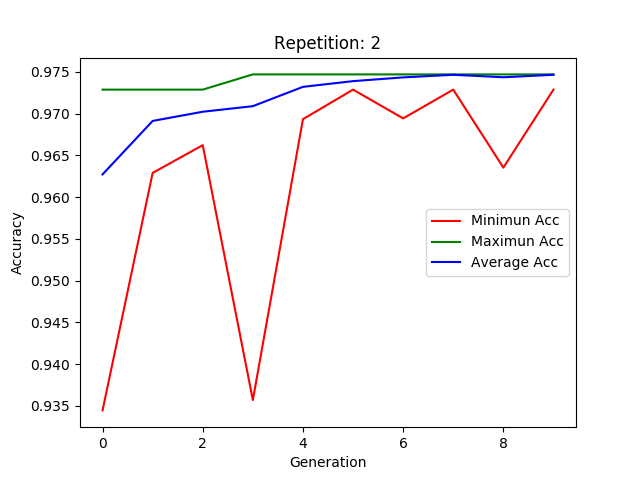 Repetition: 2
0.975
0.970
0.965
0.960
0.955
0.950
0.945
0.940
0.935
Accuracy
Minimun Acc
Maximun Acc
Average Acc
0 2 4 6 8
Generation